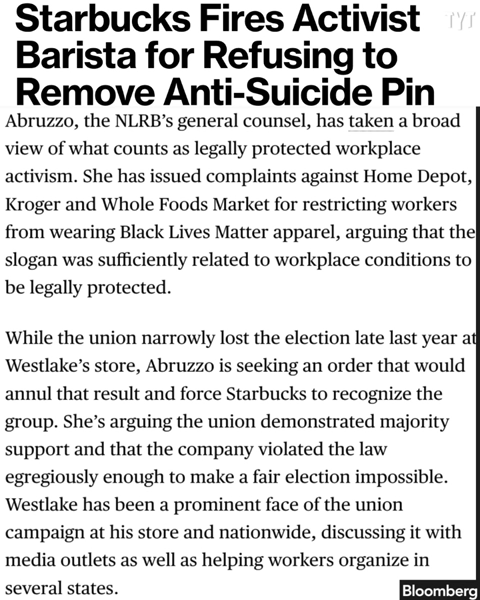 Starbucks Fires Activist
TYT
Barista for Refusing to
Remove Anti-Suicide Pin
Abruzzo, the NLRB's general counsel, has taken a broad
view of what counts as legally protected workplace
activism. She has issued complaints against Home Depot,
Kroger and Whole Foods Market for restricting workers
from wearing Black Lives Matter apparel, arguing that the
slogan was sufficiently related to workplace conditions to
be legally protected.
While the union narrowly lost the election late last year at
Westlake's store, Abruzzo is seeking an order that would
annul that result and force Starbucks to recognize the
group. She's arguing the union demonstrated majority
support and that the company violated the law
egregiously enough to make a fair election impossible.
Westlake has been a prominent face of the union
campaign at his store and nationwide, discussing it with
media outlets as well as helping workers organize in
several states.
Bloomberg